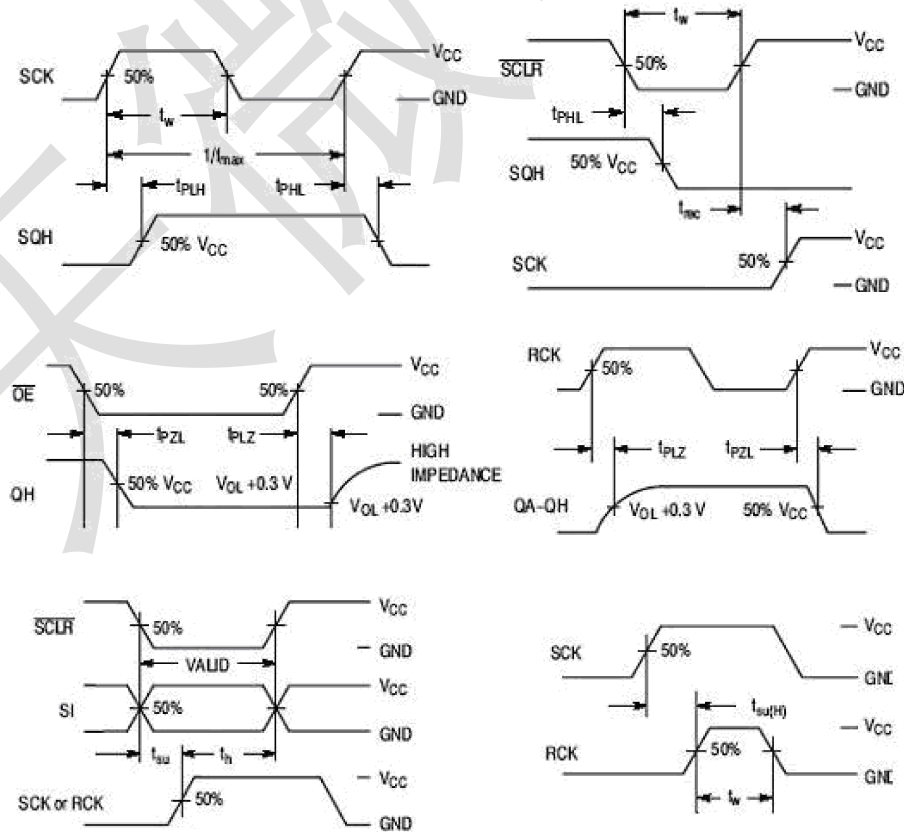 SCK
50%
VCC
GND
tw
1/fmax
tPLH
tPHL
SQH
50% VCC
tw
SCLR
50%
VCC
GND
tPHL
SQH
50% VCC
trec
SCK
50%
VCC
GND
OE
50%
50%
VCC
GND
tPZL
tPLZ
HIGH
IMPEDANCE
QH
50% VCC
VOL +0.3 V
VOL +0.3V
RCK
50%
VCC
GND
tPLZ
tPZL
QA-QH
VOL +0.3 V
50% VCC
SCLR
50%
VCC
GND
VALID
SI
50%
VCC
GND
tsu
th
SCK or RCK
50%
VCC
GND
SCK
50%
VCC
GND
tsu(H)
RCK
50%
VCC
GND
tw